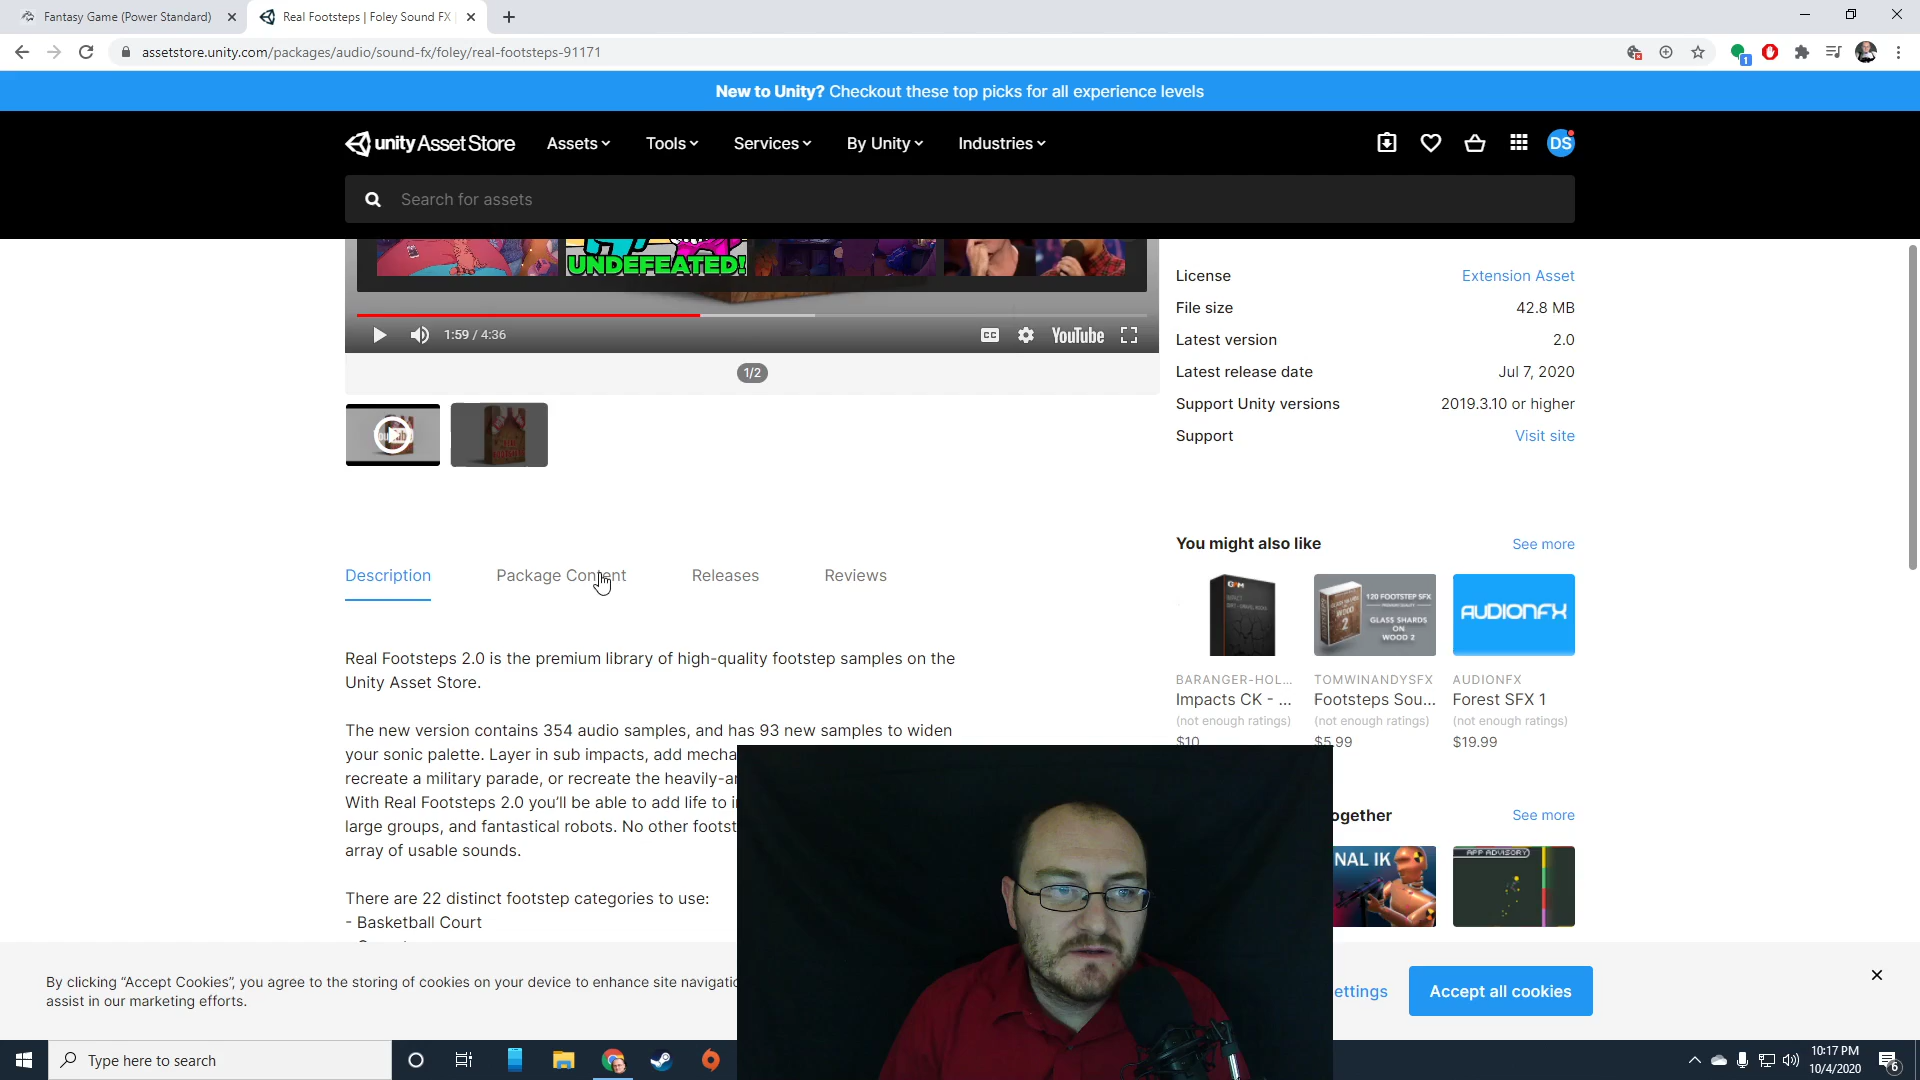 Fantasy Game (Power Standard)
Real Footsteps | Foley Sound FX
assetstore.unity.com/packages/audio/sound-fx/foley/real-footsteps-91171
1
New to Unity? Checkout these top picks for all experience levels
unity Asset Store
Assets
Tools
Services
By Unity
Industries
DS
Search for assets
UNDEFEATED!
1:59 / 4:36
CC
YouTube
1/2
License
Extension Asset
File size
42.8 MB
Latest version
2.0
Latest release date
Jul 7, 2020
Support Unity versions
2019.3.10 or higher
Support
Visit site
Description
Package Content
Releases
Reviews
Real Footsteps 2.0 is the premium library of high-quality footstep samples on the
Unity Asset Store.
The new version contains 354 audio samples, and has 93 new samples to widen
your sonic palette. Layer in sub impacts, add mecha
recreate a military parade, or recreate the heavily-a
With Real Footsteps 2.0 you'll be able to add life to i
large groups, and fantastical robots. No other footst
array of usable sounds.
There are 22 distinct footstep categories to use:
- Basketball Court
You might also like
See more
120 FOOTSTEP SFX
GLASS SHARDS
ON
WOOD 2
AUDIONFX
BARANGER-HOL...
Impacts CK - ...
(not enough ratings)
$10
TOMWINANDYSFX
Footsteps Sou...
(not enough ratings)
$5.99
AUDIONFX
Forest SFX 1
(not enough ratings)
$19.99
ogether
See more
NAL IK
APP ADVISORY
By clicking "Accept Cookies", you agree to the storing of cookies on your device to enhance site navigatio
assist in our marketing efforts.
ettings
Accept all cookies
Type here to search
10:17 PM
10/4/2020
6